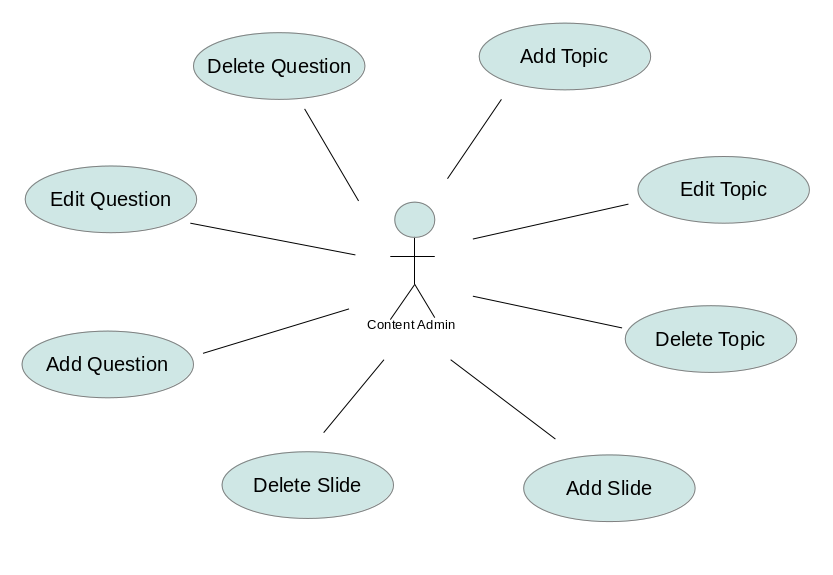 Delete Question
Add Topic
Edit Question
Edit Topic
Content Admin
Add Question
Delete Topic
Delete Slide
Add Slide